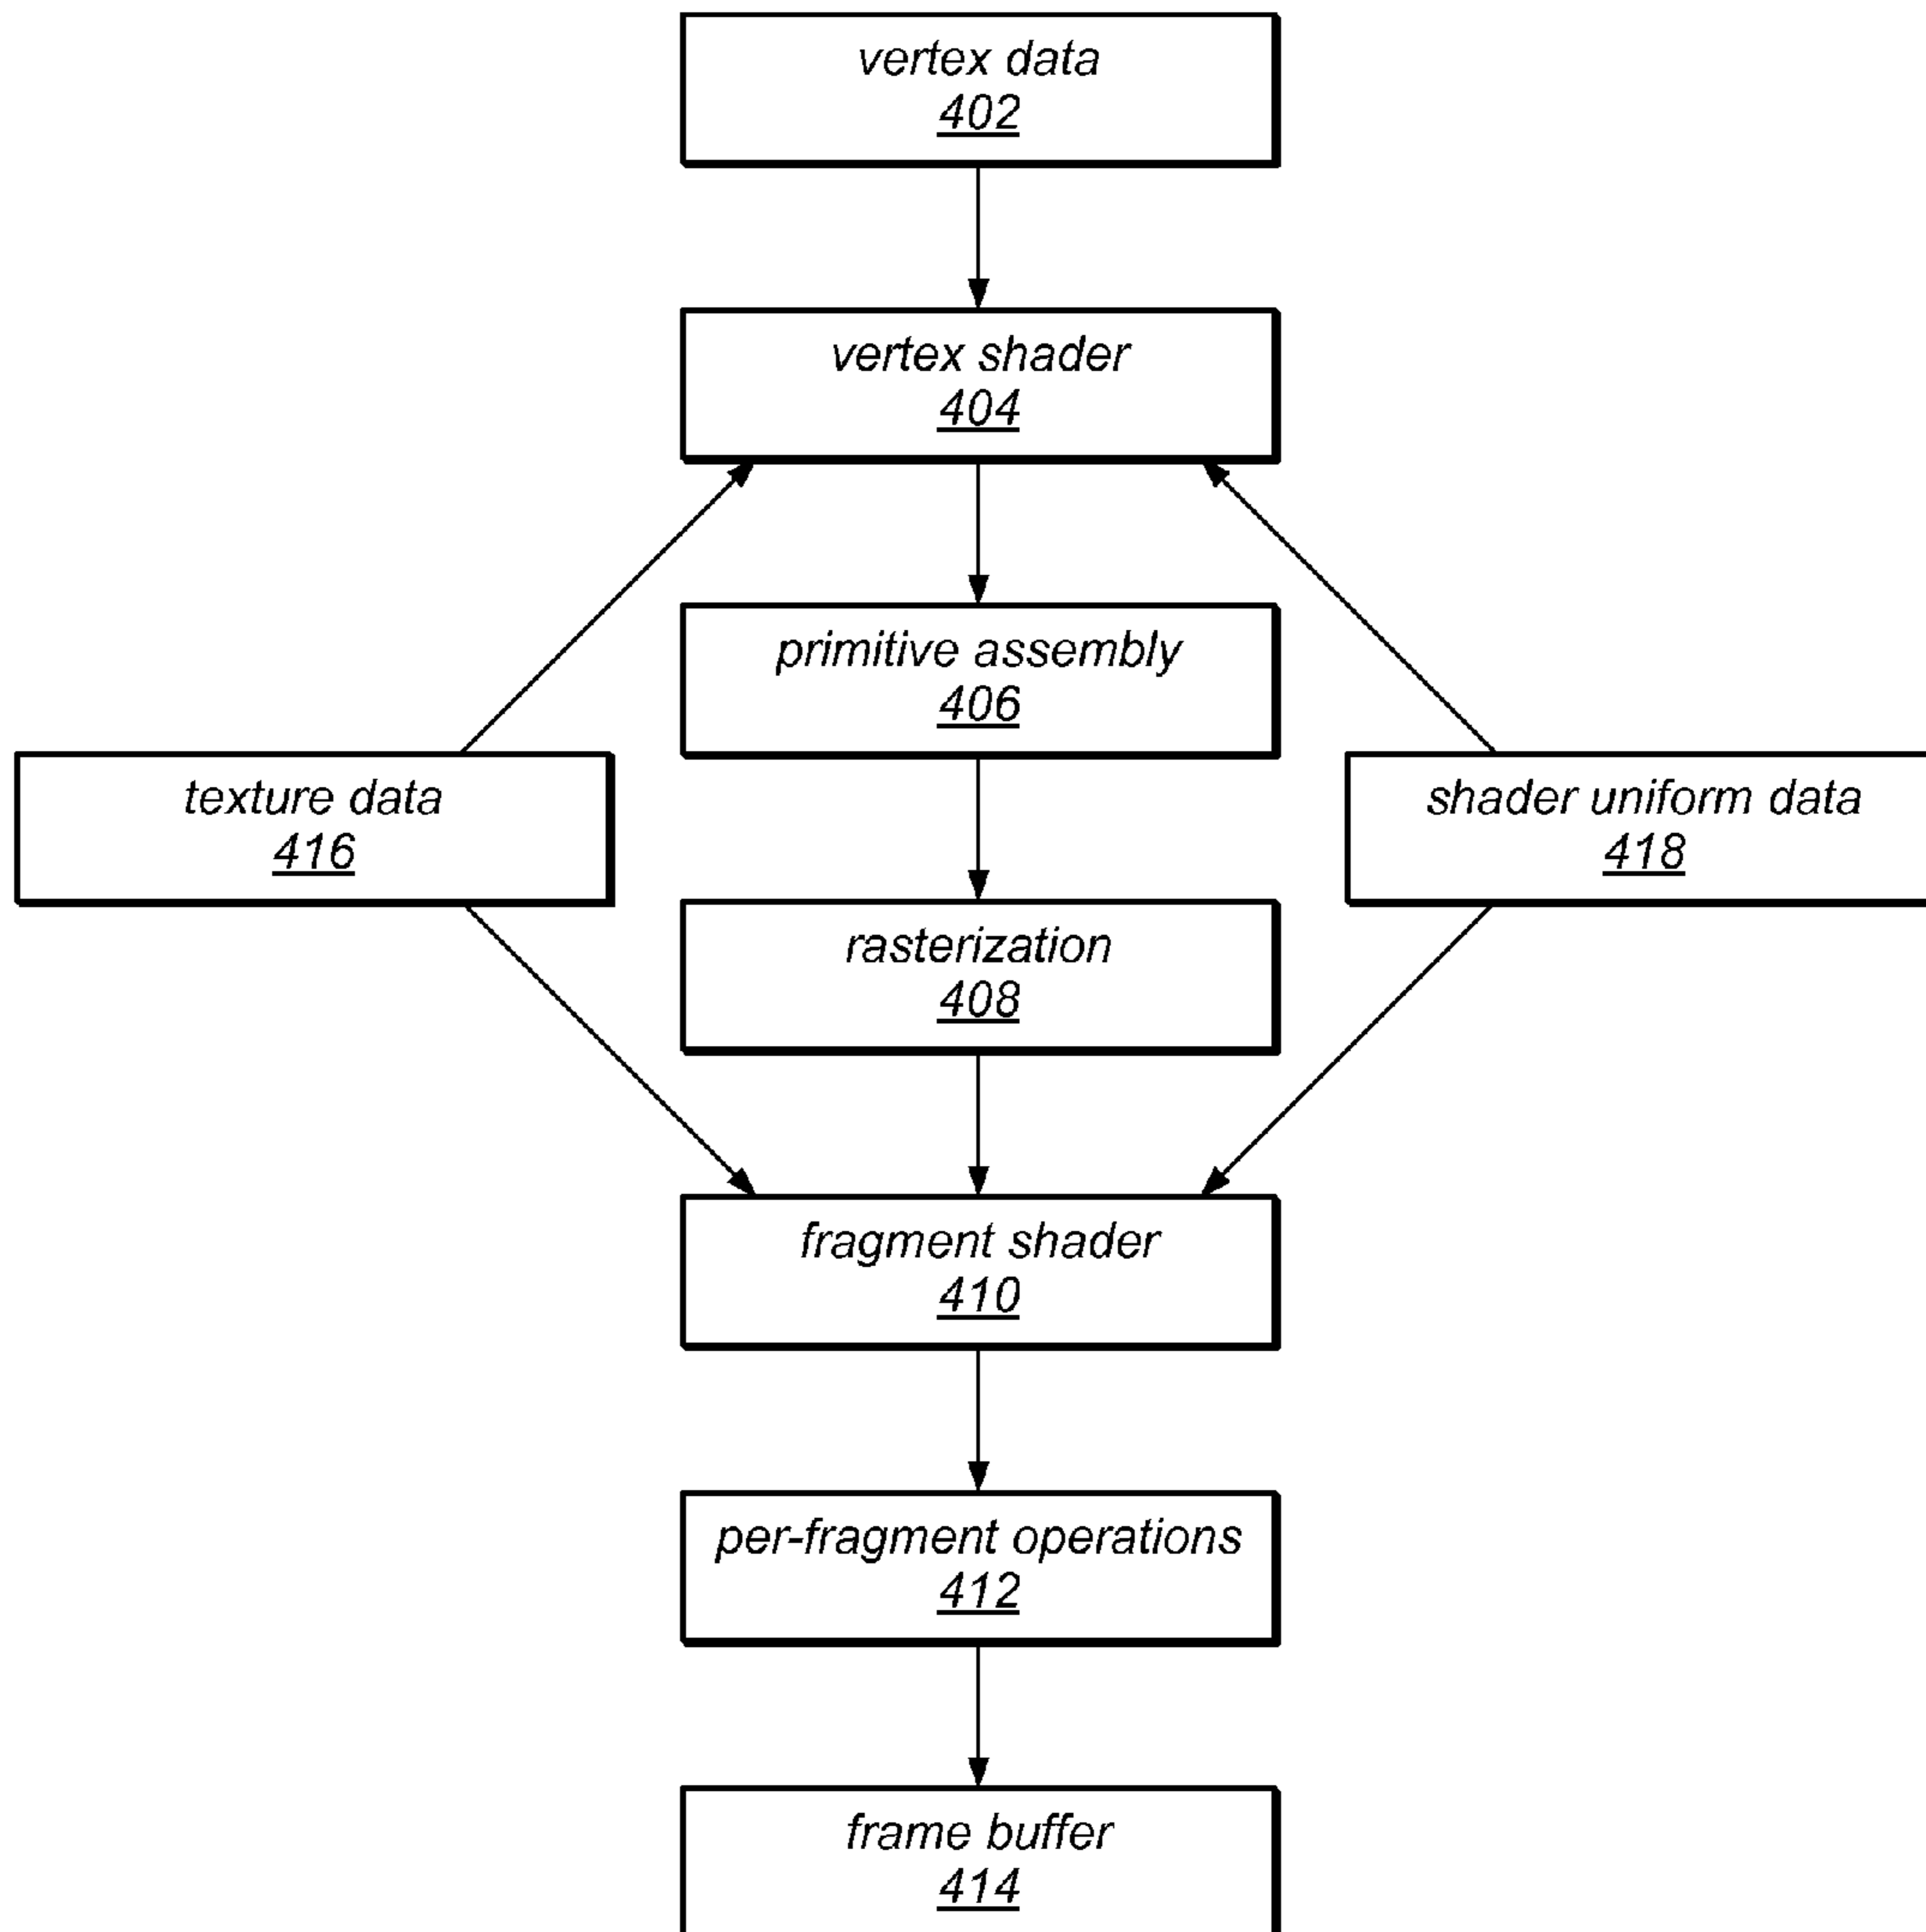 vertex data
402
vertex shader
404
primitive assembly
406
texture data
416
shader uniform data
418
rasterization
408
fragment shader
410
per-fragment operations
412
frame buffer
414